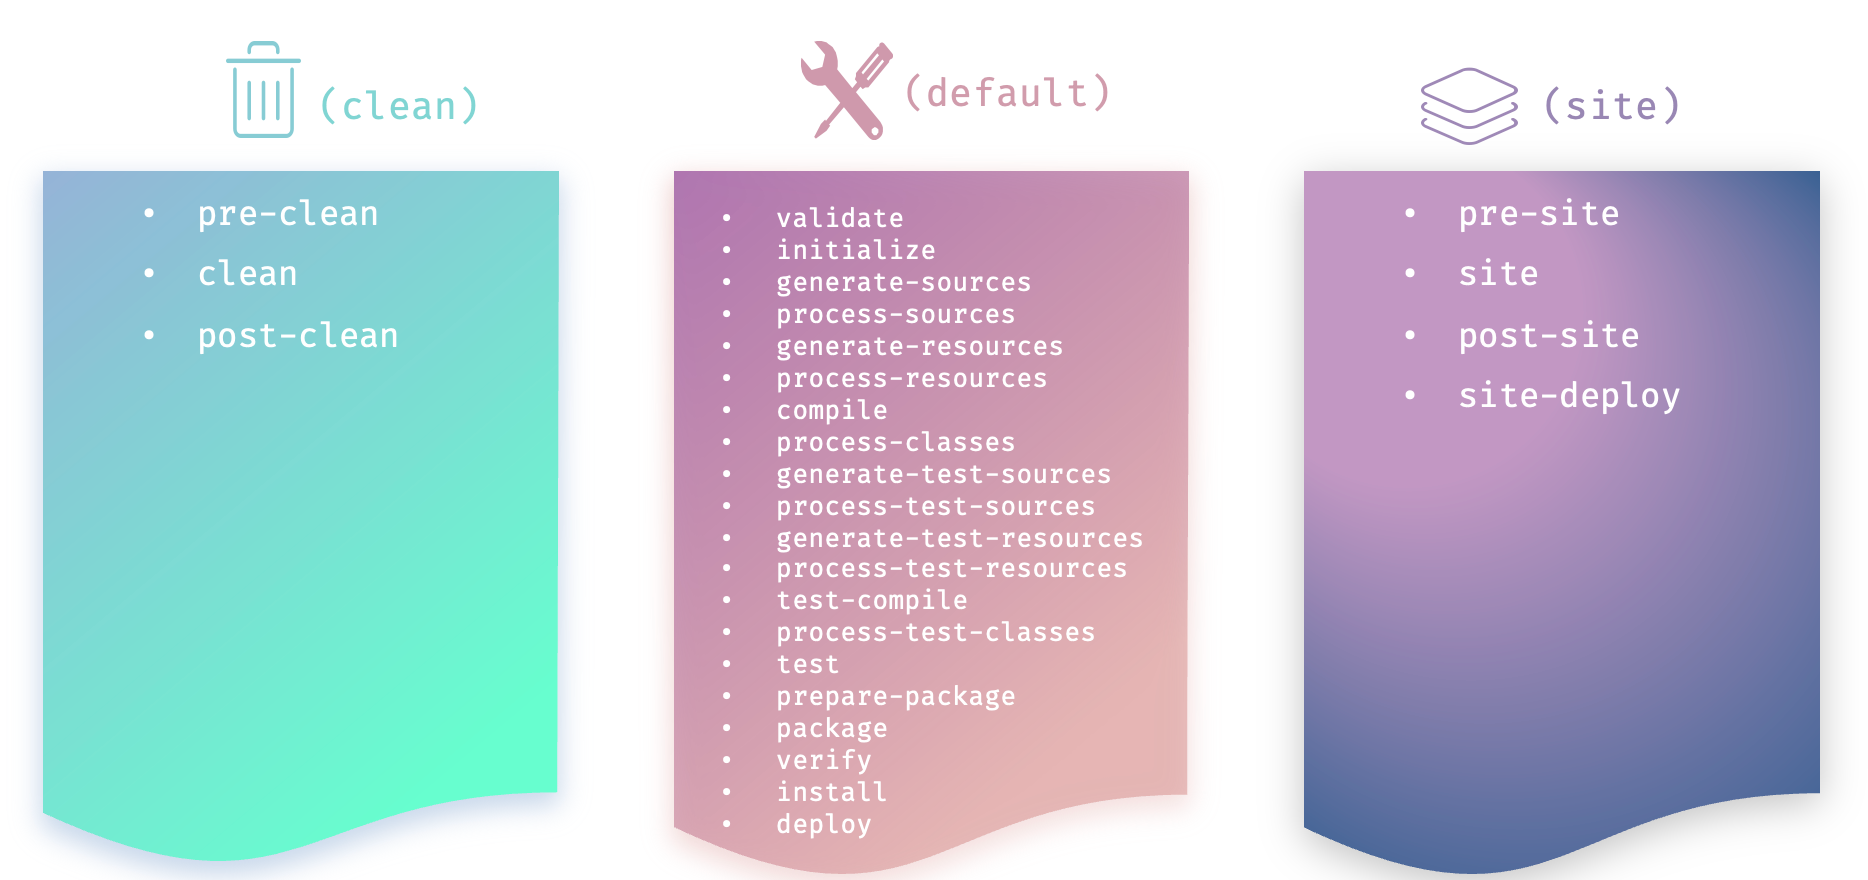 (clean)
• pre-clean
• clean
• post-clean
(default)
• validate
• initialize
• generate-sources
• process-sources
• generate-resources
• process-resources
• compile
• process-classes
• generate-test-sources
• process-test-sources
• generate-test-resources
• process-test-resources
• test-compile
• process-test-classes
• test
• prepare-package
• package
• verify
• install
• deploy
(site)
• pre-site
• site
• post-site
• site-deploy